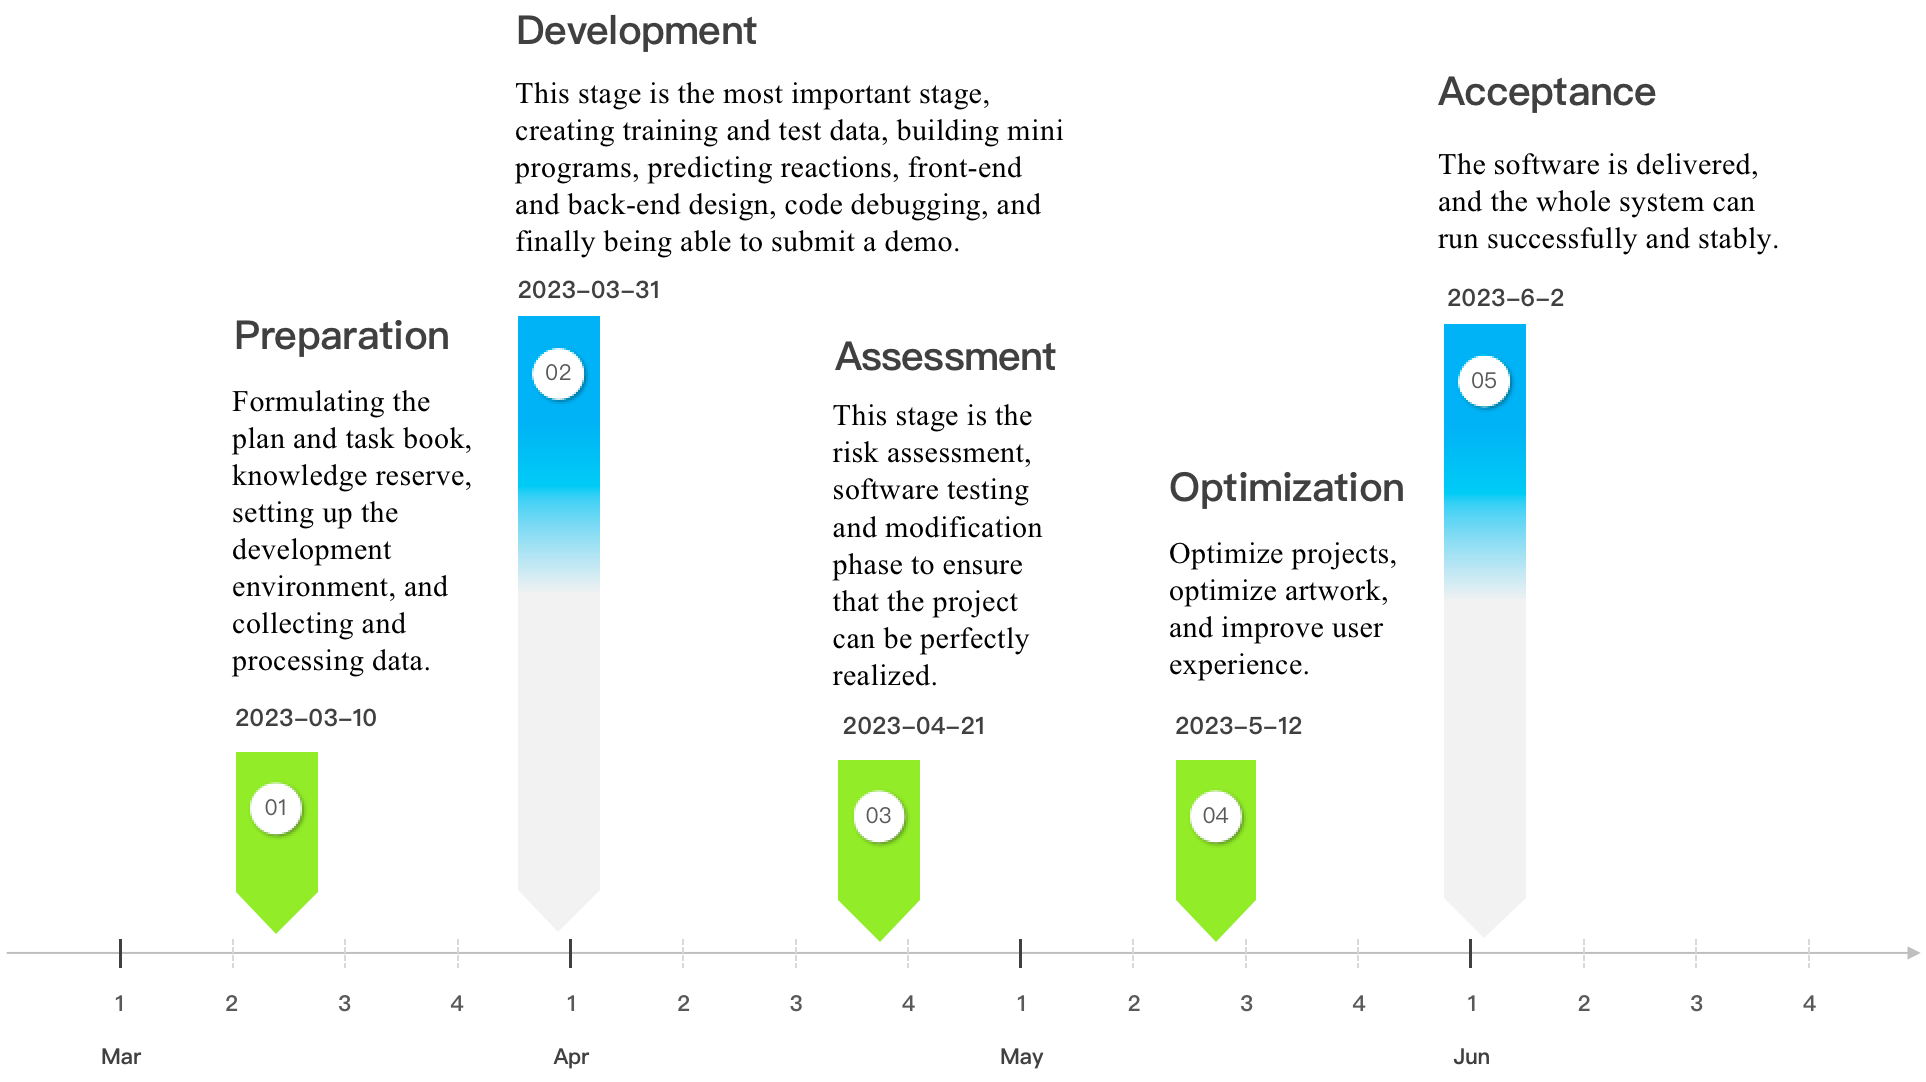 Development
This stage is the most important stage,
creating training and test data, building mini
programs, predicting reactions, front-end
and back-end design, code debugging, and
finally being able to submit a demo.
2023-03-31
02
Acceptance
The software is delivered,
and the whole system can
run successfully and stably.
2023-6-2
05
Preparation
Formulating the
plan and task book,
knowledge reserve,
setting up the
development
environment, and
collecting and
processing data.
2023-03-10
01
Assessment
This stage is the
risk assessment,
software testing
and modification
phase to ensure
that the project
can be perfectly
realized.
2023-04-21
03
Optimization
Optimize projects,
optimize artwork,
and improve user
experience.
2023-5-12
04
1 2 3 4 1 2 3 4 1 2 3 4 1 2 3 4
Mar Apr May Jun